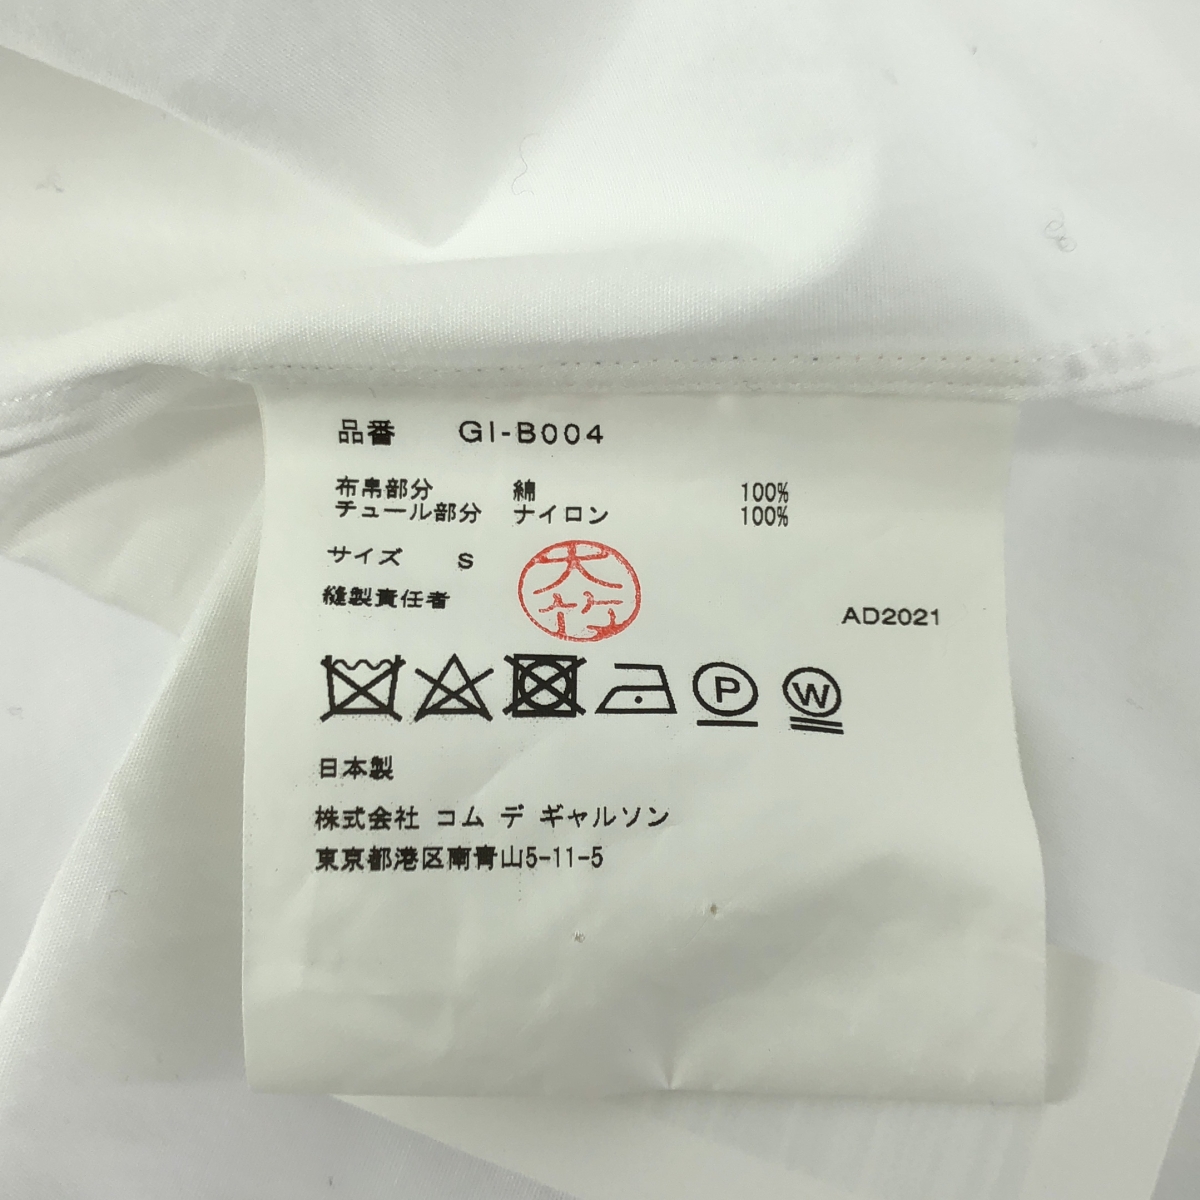 品番 GI-B004
布帛部分 綿 100%
チュール部分 ナイロン 100%
サイズ S
縫製責任者 大竹
AD2021
P W
日本製
株式会社 コム デ ギャルソン
東京都港区南青山5-11-5